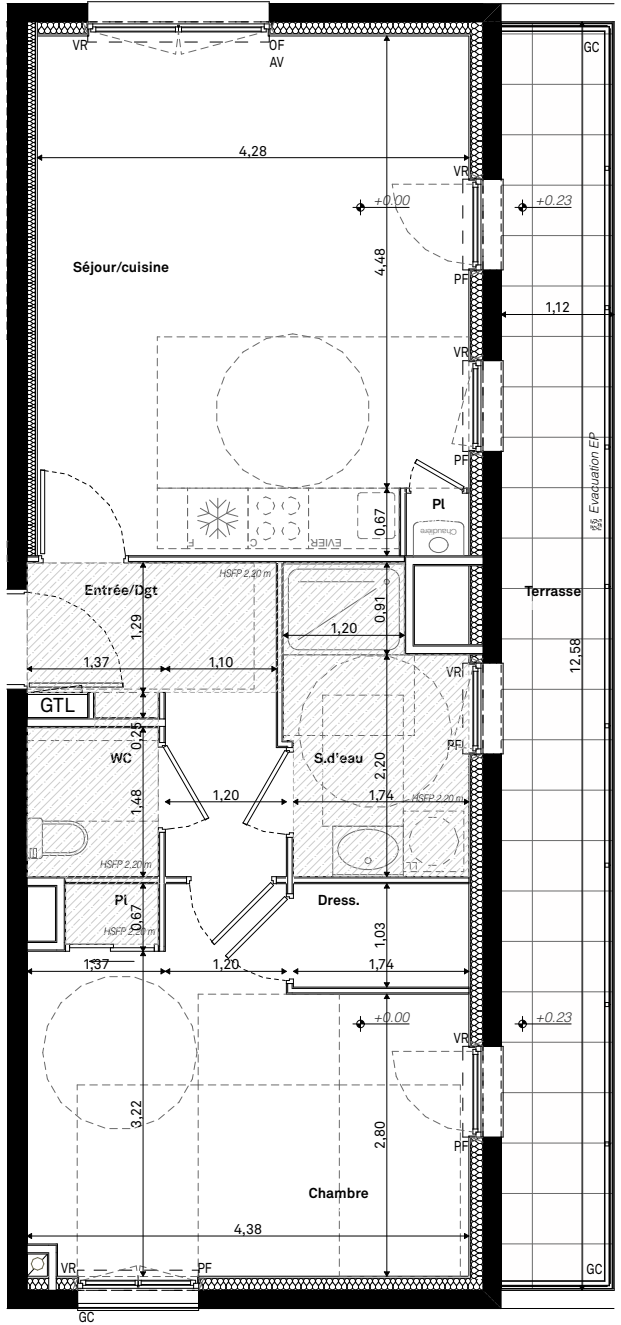 VR
OF
AV
GC
4,28
VR
+0.00
+0.23
4,48
Séjour/cuisine
PF
1,12
VR
PF
Evacuation EP
Pl
F
C
EVIER
0,67
Chaudière
HSFP 2.20 m
Entrée/Dgt
Terrasse
0,91
1,29
1,20
12,58
1,37
1,10
VR
GTL
0,25
PF
WC
S.d'eau
2,20
1,48
1,20
1,74
HSFP 2.20 m
LL
HSFP 2.20 m
Pl
Dress.
0,67
HSFP 2.20 m
1,03
1,37
1,20
1,74
+0.00
+0.23
VR
3,22
2,80
PF
Chambre
4,38
VR
PF
GC
GC